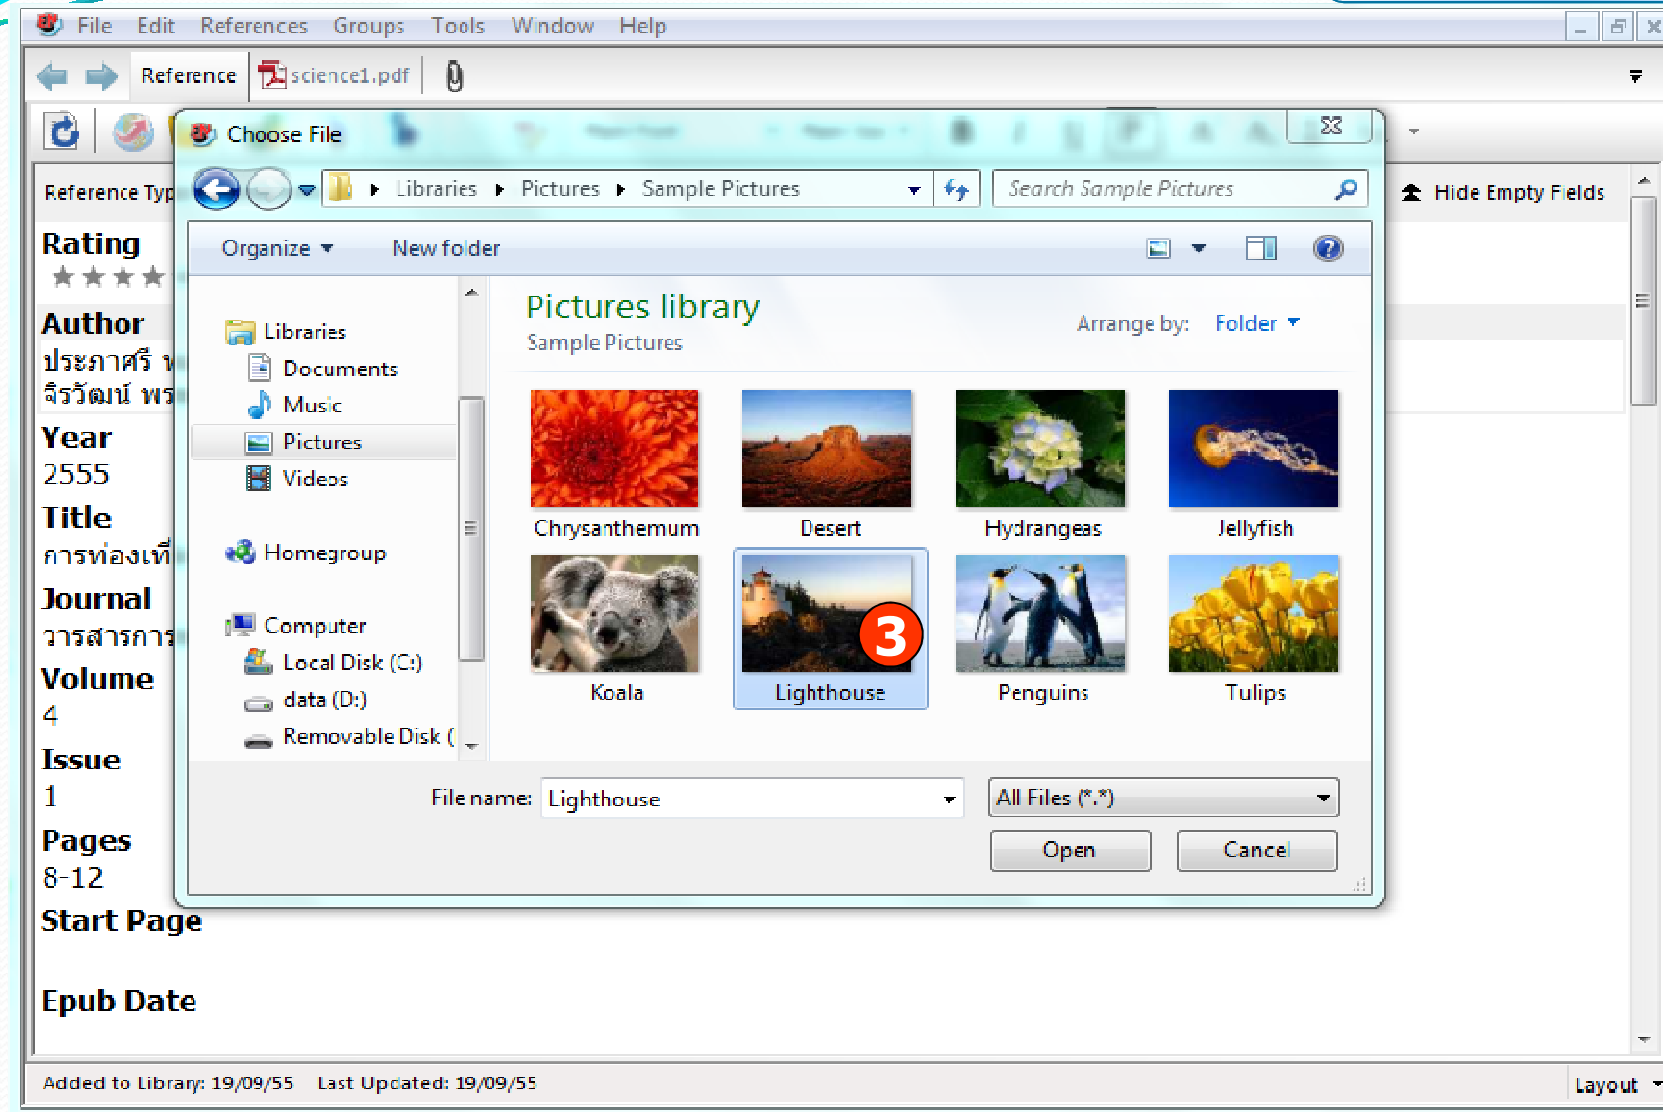 File Edit References Groups Tools Window Help
Reference science1.pdf
Choose File
Reference Typ
Libraries Pictures Sample Pictures Search Sample Pictures
Hide Empty Fields
Organize New folder
Rating
Author
ประภาศรี
จิรวัฒน์ พร
Year
2555
Title
การท่องเที่
Journal
วารสารการ
Volume
4
Issue
1
Pages
8-12
Start Page
Epub Date
Libraries
Documents
Music
Pictures
Videos
Homegroup
Computer
Local Disk (C:)
data (D:)
Removable Disk (
Pictures library
Sample Pictures
Arrange by: Folder
Chrysanthemum Desert Hydrangeas Jellyfish
3
Koala Lighthouse Penguins Tulips
File name: Lighthouse All Files (*.*)
Open Cancel
Added to Library: 19/09/55 Last Updated: 19/09/55
Layout